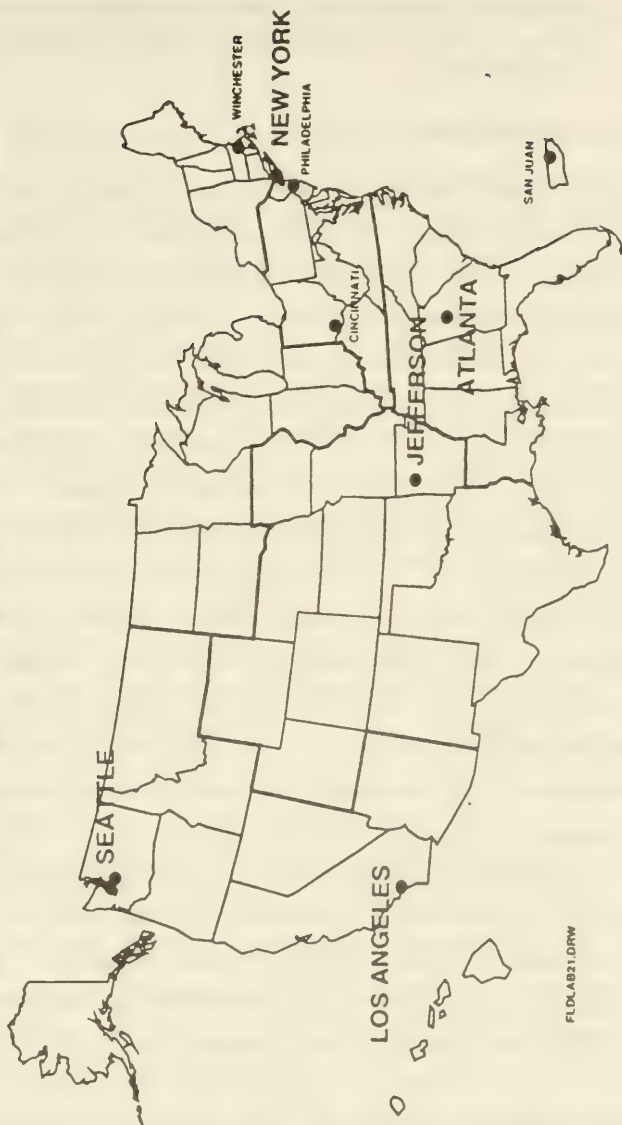 WINCHESTER
NEW YORK
PHILADELPHIA
SAN JUAN
CINCINNATI
JEFFERSON
ATLANTA
SEATTLE
LOS ANGELES
FLDLAB21.DRW